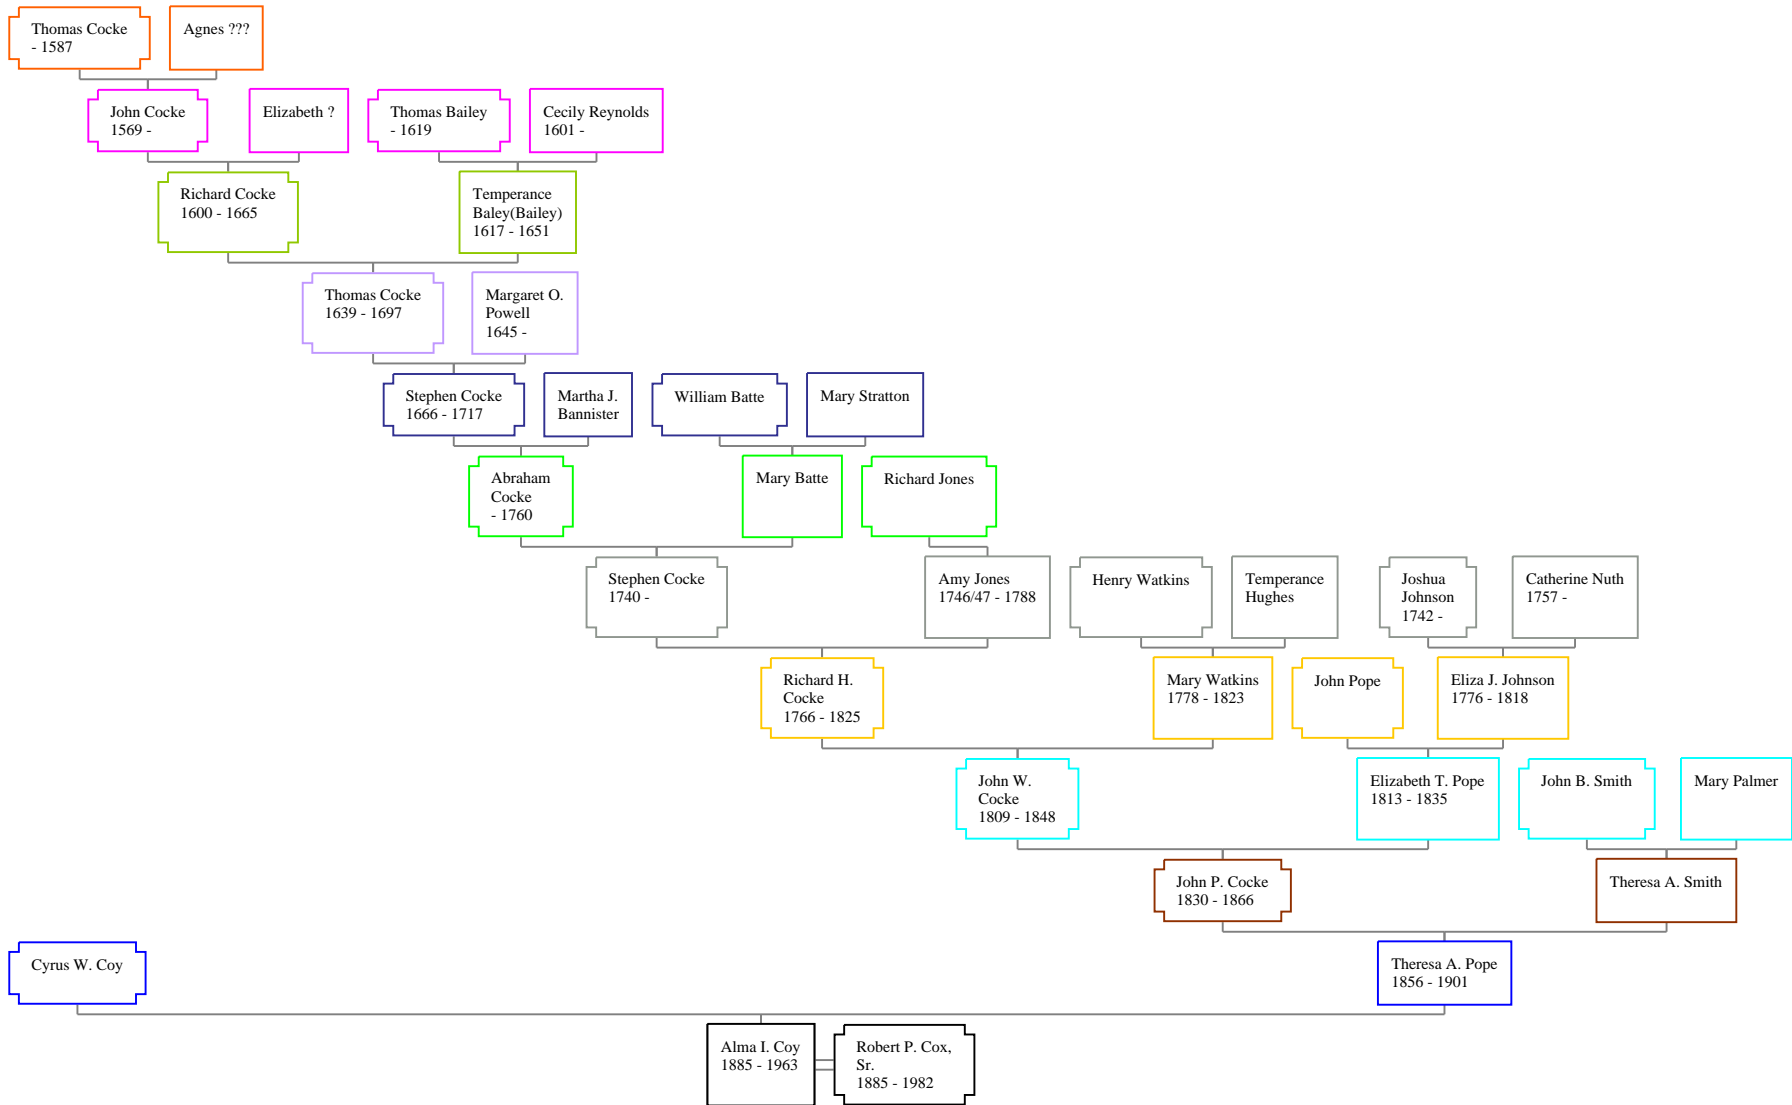 Thomas Cocke
- 1587
Agnes ???
John Cocke
1569 -
Elizabeth ?
Thomas Bailey
- 1619
Cecily Reynolds
1601 -
Richard Cocke
1600 - 1665
Temperance
Baley(Bailey)
1617 - 1651
Thomas Cocke
1639 - 1697
Margaret O.
Powell
1645 -
Stephen Cocke
1666 - 1717
Martha J.
Bannister
William Batte
Mary Stratton
Abraham
Cocke
- 1760
Mary Batte
Richard Jones
Stephen Cocke
1740 -
Amy Jones
1746/47 - 1788
Henry Watkins
Temperance
Hughes
Joshua
Johnson
1742 -
Catherine Nuth
1757 -
Richard H.
Cocke
1766 - 1825
Mary Watkins
1778 - 1823
John Pope
Eliza J. Johnson
1776 - 1818
John W.
Cocke
1809 - 1848
Elizabeth T. Pope
1813 - 1835
John B. Smith
Mary Palmer
John P. Cocke
1830 - 1866
Theresa A. Smith
Cyrus W. Coy
Theresa A. Pope
1856 - 1901
Alma I. Coy
1885 - 1963
Robert P. Cox,
Sr.
1885 - 1982